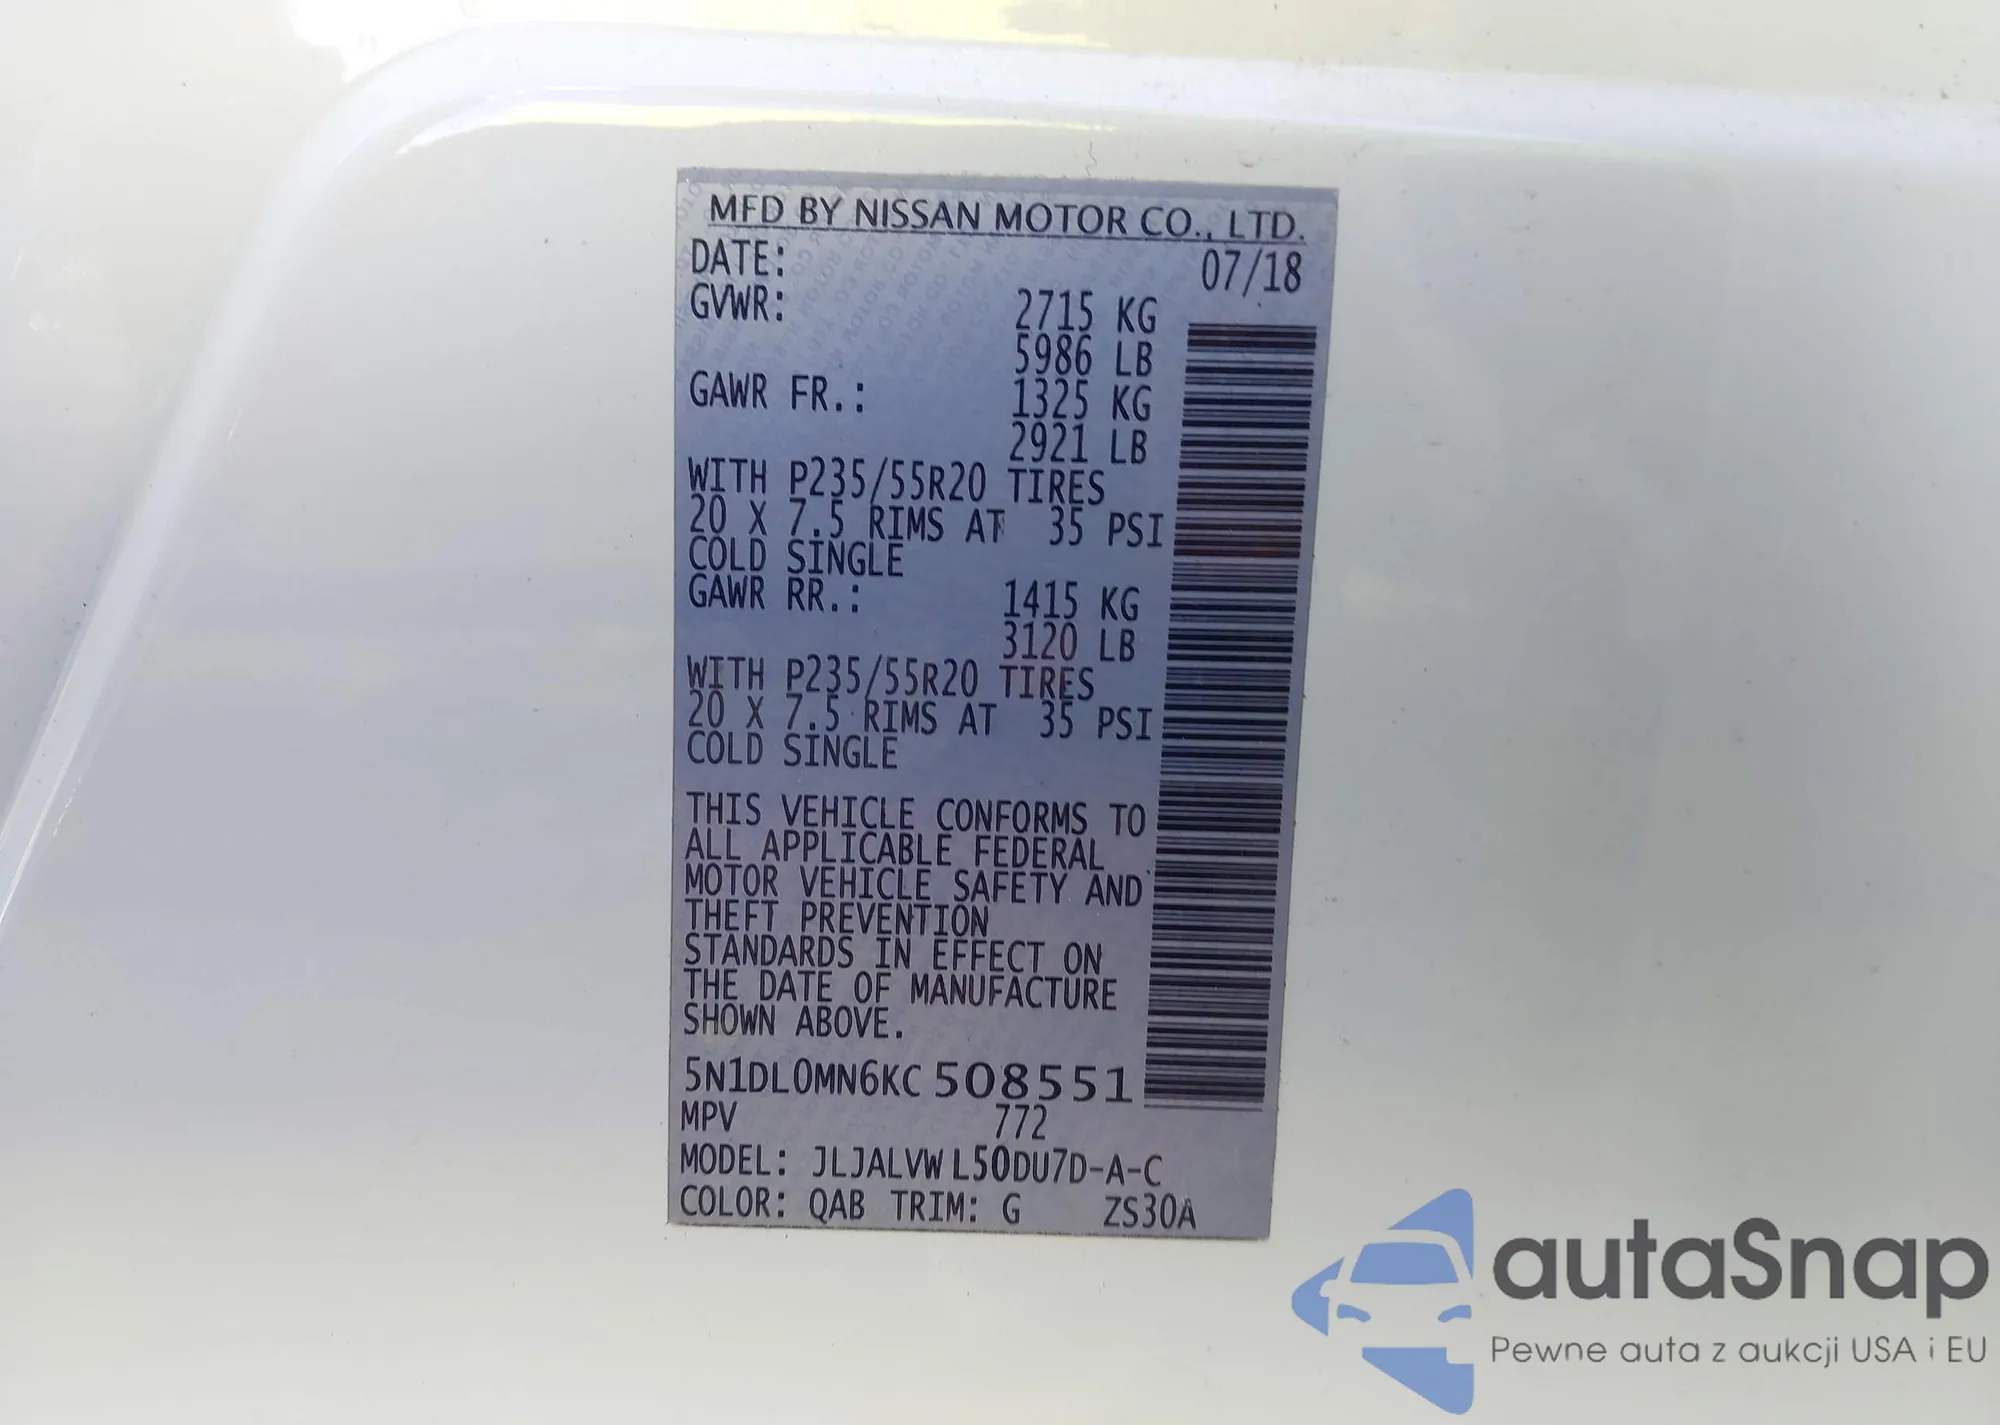 MFD BY NISSAN MOTOR CO., LTD.
DATE: 07/18
GVWR: 2715 KG
5986 LB
GAWR FR.: 1325 KG
2921 LB
WITH P235/55R20 TIRES
20 X 7.5 RIMS AT 35 PSI
COLD SINGLE
GAWR RR.: 1415 KG
3120 LB
WITH P235/55R20 TIRES
20 X 7.5 RIMS AT 35 PSI
COLD SINGLE
THIS VEHICLE CONFORMS TO
ALL APPLICABLE FEDERAL
MOTOR VEHICLE SAFETY AND
THEFT PREVENTION
STANDARDS IN EFFECT ON
THE DATE OF MANUFACTURE
SHOWN ABOVE.
5N1DL0MN6KC 508551
MPV 772
MODEL: JLJALVW L50DU7D-A-C
COLOR: QAB TRIM: G ZS30A
autaSnap
Pewne auta z aukcji USA i EU